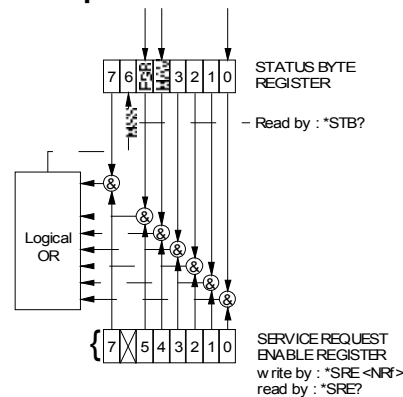 7 6 ESR MAV 3 2 1 0
STATUS BYTE
REGISTER
MSS
Read by : *STB?
&
&
&
&
&
&
&
Logical
OR
7 5 4 3 2 1 0
SERVICE REQUEST
ENABLE REGISTER
write by : *SRE <NRf>
read by : *SRE?